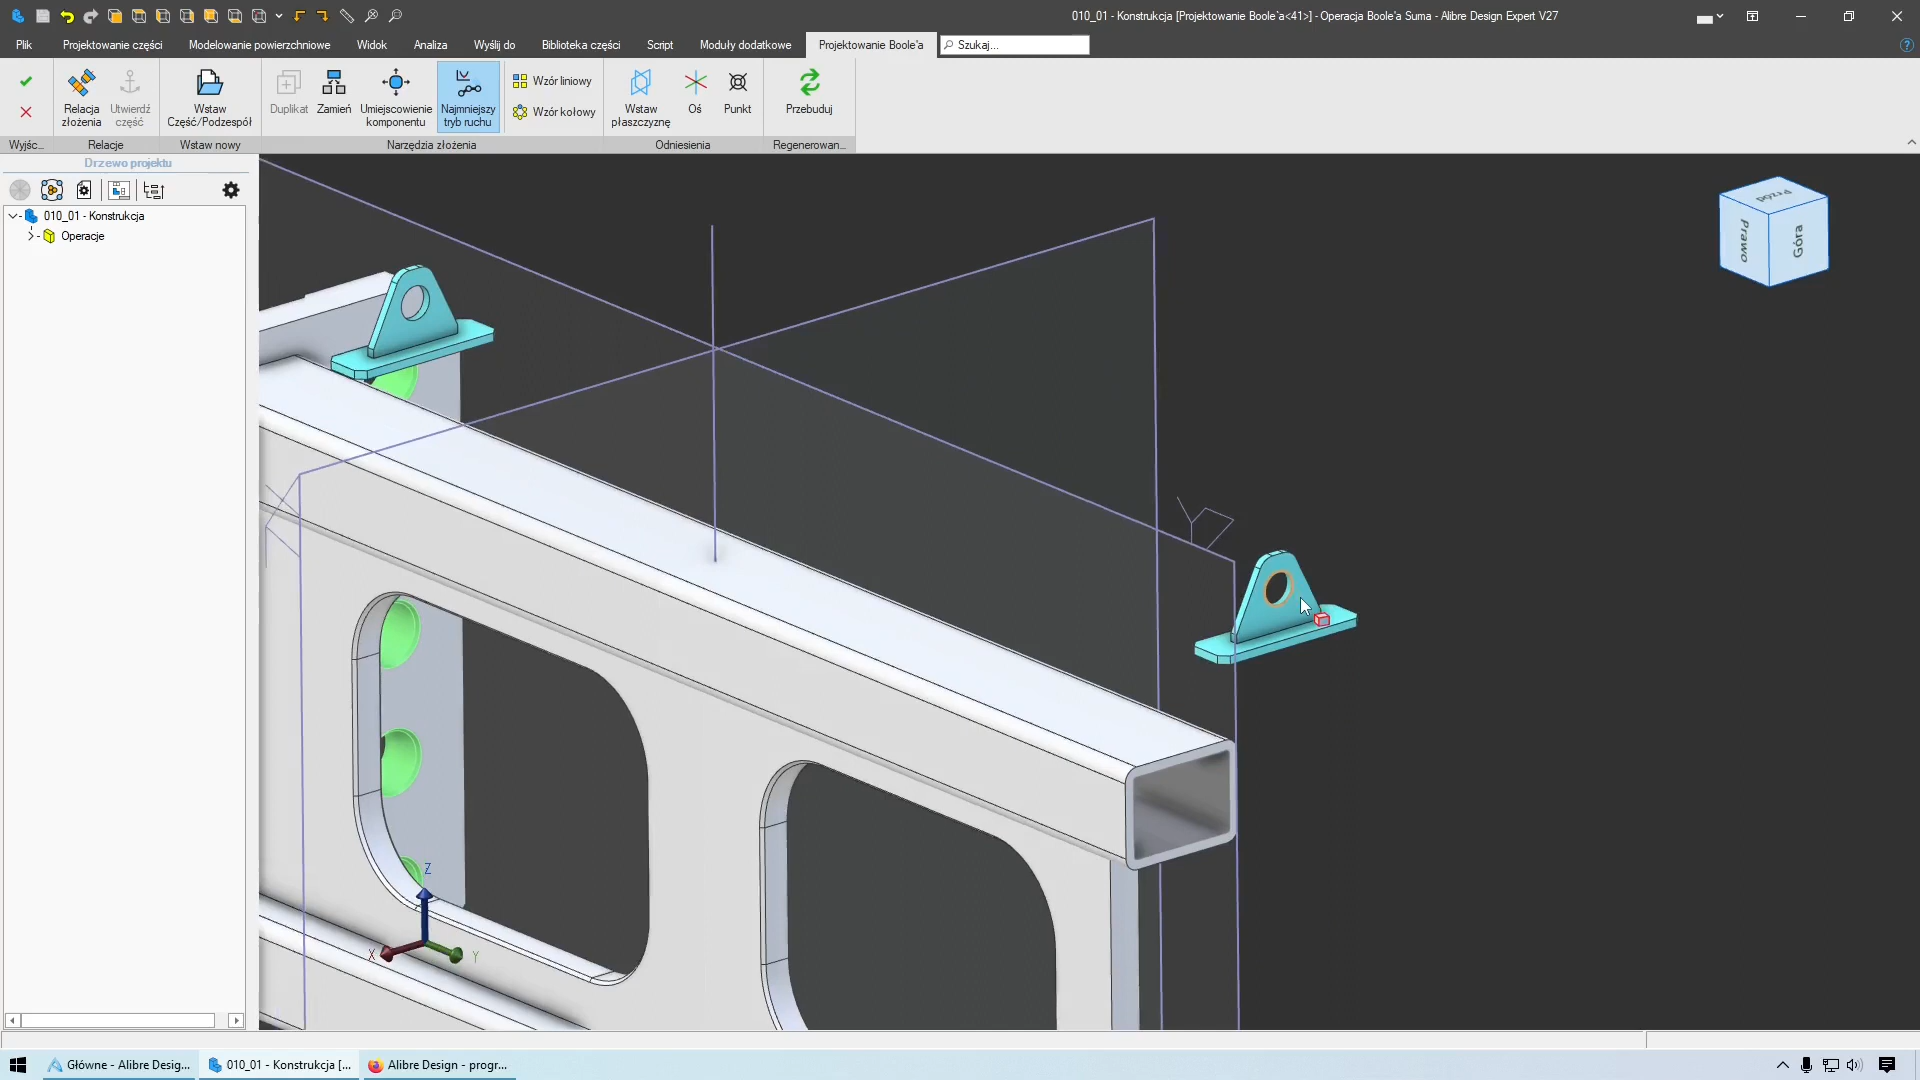 010_01 - Konstrukcja [Projektowanie Boole`a<41>] - Operacja Boole'a Suma - Alibre Design Expert V27
Plik
Projektowanie części
Modelowanie powierzchniowe
Widok
Analiza
Wyślij do
Biblioteka części
Script
Moduły dodatkowe
Projektowanie Boole'a
Szukaj...
Relacja
złożenia
Utwierdź
część
Wstaw
Część/Podzespół
Duplikat
Zamień
Umiejscowienie
komponentu
Najmniejszy
tryb ruchu
Wzór liniowy
Wzór kołowy
Wstaw
płaszczyznę
Oś
Punkt
Przebuduj
Wyjśc...
Relacje
Wstaw nowy
Narzędzia złożenia
Odniesienia
Regenerowan...
Drzewo projektu
010_01 - Konstrukcja
Operacje
Przód
Prawo
Góra
Z
X
Y
Główne - Alibre Desig...
010_01 - Konstrukcja [...
Alibre Design - progr...